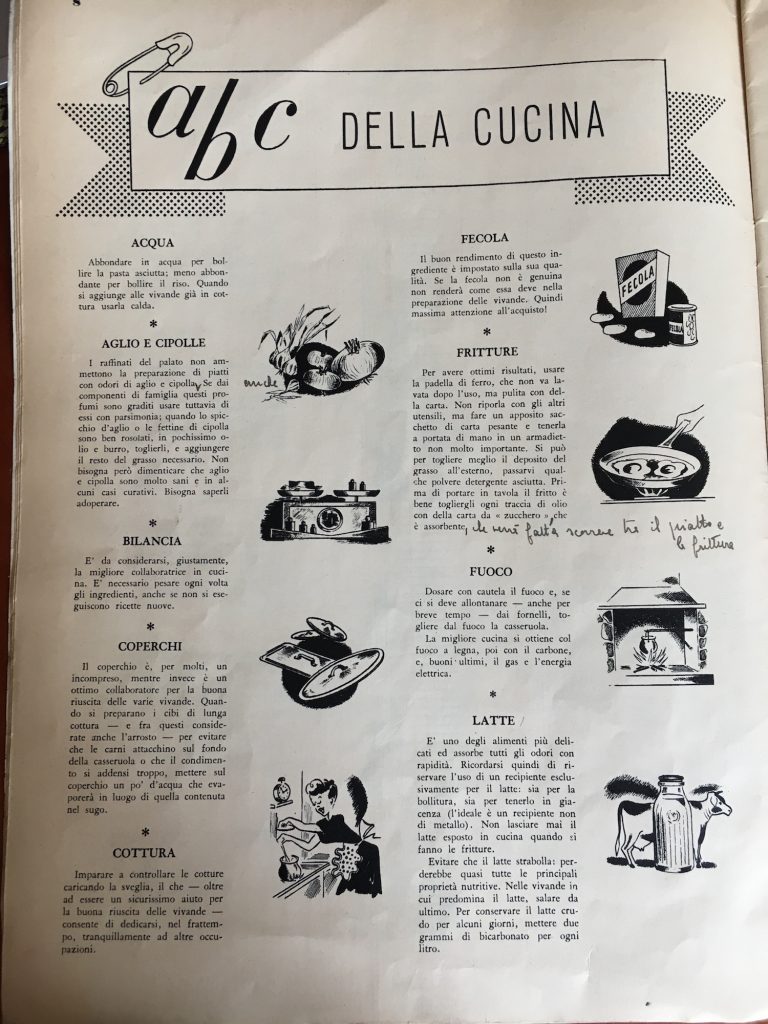 8
abc DELLA CUCINA
ACQUA
Abbondare in acqua per bol-
lire la pasta asciutta; meno abbon-
dante per bollire il riso. Quando
si aggiunge alle vivande già in cot-
tura usarla calda.
*
AGLIO E CIPOLLE
I raffinati del palato non am-
mettono la preparazione di piatti
con odori di aglio e cipolla. Se dai anche
componenti di famiglia questi pro-
fumi sono graditi usare tuttavia di
essi con parsimonia; quando lo spic-
chio d'aglio o le fettine di cipolla
sono ben rosolati, in pochissimo o-
lio e burro, toglierli, e aggiungere
il resto del grasso necessario. Non
bisogna però dimenticare che aglio
e cipolla sono molto sani e in al-
cuni casi curativi. Bisogna saperli
adoperare.
*
BILANCIA
E' da considerarsi, giustamente,
la migliore collaboratrice in cuci-
na. E' necessario pesare ogni volta
gli ingredienti, anche se non si ese-
guiscono ricette nuove.
*
COPERCHI
Il coperchio è, per molti, un
incompreso, mentre invece è un
ottimo collaboratore per la buona
riuscita delle varie vivande. Quan-
do si preparano i cibi di lunga
cottura — e fra questi conside-
rate anche l'arrosto — per evitare
che le carni attacchino sul fondo
della casseruola o che il condimen-
to si addensi troppo, mettere sul
coperchio un po' d'acqua che eva-
porerà in luogo di quella contenuta
nel sugo.
*
COTTURA
Imparare a controllare le cotture
caricando la sveglia, il che — oltre
ad essere un sicurissimo aiuto per
la buona riuscita delle vivande —
consente di dedicarsi, nel frattem-
po, tranquillamente ad altre occu-
pazioni.
FECOLA
Il buon rendimento di questo in-
grediente è impostato sulla sua qua-
lità. Se la fecola non è genuina
non renderà come essa deve nella
preparazione delle vivande. Quindi
massima attenzione all'acquisto!
FECOLA
*
FRITTURE
Per avere ottimi risultati, usare
la padella di ferro, che non va la-
vata dopo l'uso, ma pulita con del-
la carta. Non riporla con gli altri
utensili, ma fare un apposito sac-
chetto di carta pesante e tenerla
a portata di mano in un armadiet-
to non molto importante. Si può
per togliere meglio il deposito del
grasso all'esterno, passarvi qual-
che polvere detergente asciutta. Pri-
ma di portare in tavola il fritto è
bene togliergli ogni traccia di olio
con della carta da « zucchero » che
è assorbente, che verrà fatta scorrere tra il piatto e
la frittura
*
FUOCO
Dosare con cautela il fuoco e, se
ci si deve allontanare — anche per
breve tempo — dai fornelli, to-
gliere dal fuoco la casseruola.
La migliore cucina si ottiene col
fuoco a legna, poi con il carbone,
e, buoni ultimi, il gas e l'energia
elettrica.
*
LATTE
E' uno degli alimenti più deli-
cati ed assorbe tutti gli odori con
rapidità. Ricordarsi quindi di ri-
servare l'uso di un recipiente esclu-
sivamente per il latte: sia per la
bollitura, sia per tenerlo in gia-
cenza (l'ideale è un recipiente non
di metallo). Non lasciare mai il
latte esposto in cucina quando si
fanno le fritture.
Evitare che il latte strabolla: per-
derebbe quasi tutte le principali
proprietà nutritive. Nelle vivande in
cui predomina il latte, salare da
ultimo. Per conservare il latte cru-
do per alcuni giorni, mettere due
grammi di bicarbonato per ogni
litro.